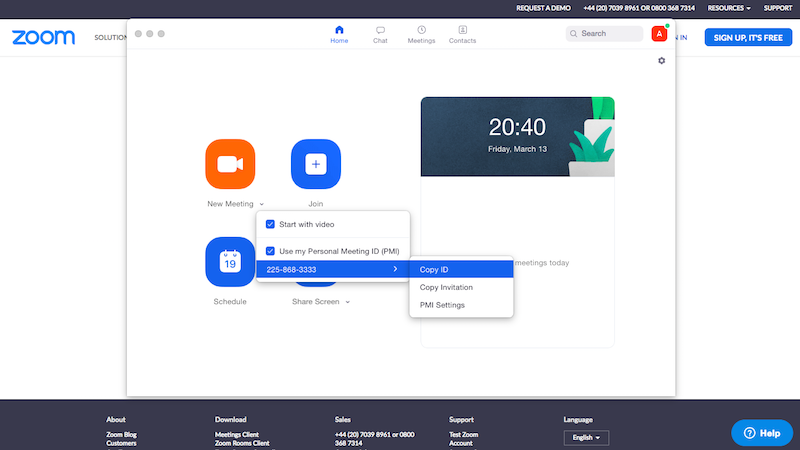 REQUEST A DEMO +44 (20) 7039 8961 OR 0800 368 7314 RESOURCES SUPPORT
zoom SOLUTION IN SIGN UP, IT'S FREE
Home Chat Meetings Contacts Search A
20:40
Friday, March 13
New Meeting Join
Start with video
Use my Personal Meeting ID (PMI)
225-868-3333
Copy ID
meetings today
Copy Invitation
PMI Settings
19
Schedule Share Screen
About Download Sales Support Language
Zoom Blog Meetings Client +44 (20) 7039 8961 or 0800 Test Zoom English
Customers Zoom Rooms Client 368 7314 Account
Help